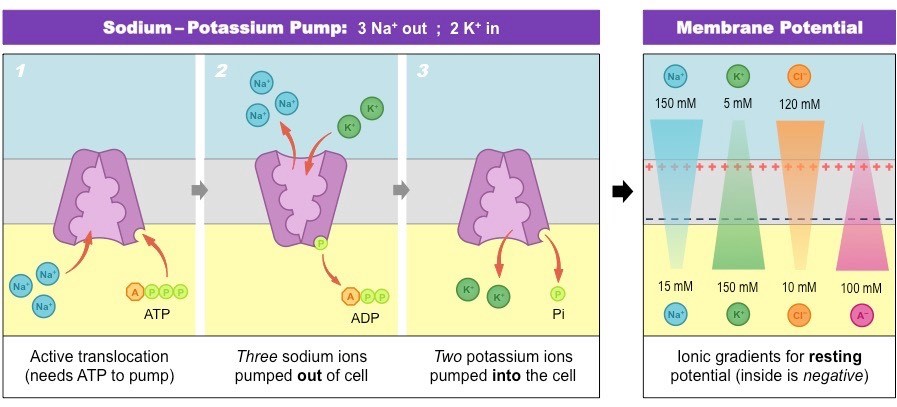 Sodium – Potassium Pump: 3 Na⁺ out ; 2 K⁺ in
1
Na⁺
Na⁺
Na⁺
A P P P
ATP
Active translocation
(needs ATP to pump)
2
Na⁺
Na⁺
Na⁺
K⁺
K⁺
P
A P P
ADP
Three sodium ions
pumped out of cell
3
K⁺
K⁺
P
Pi
Two potassium ions
pumped into the cell
Membrane Potential
Na⁺ K⁺ Cl⁻
150 mM 5 mM 120 mM
15 mM 150 mM 10 mM 100 mM
Na⁺ K⁺ Cl⁻ A⁻
Ionic gradients for resting
potential (inside is negative)